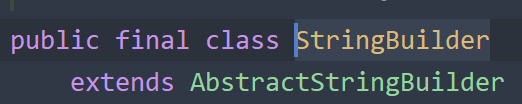 public final class StringBuilder
extends AbstractStringBuilder